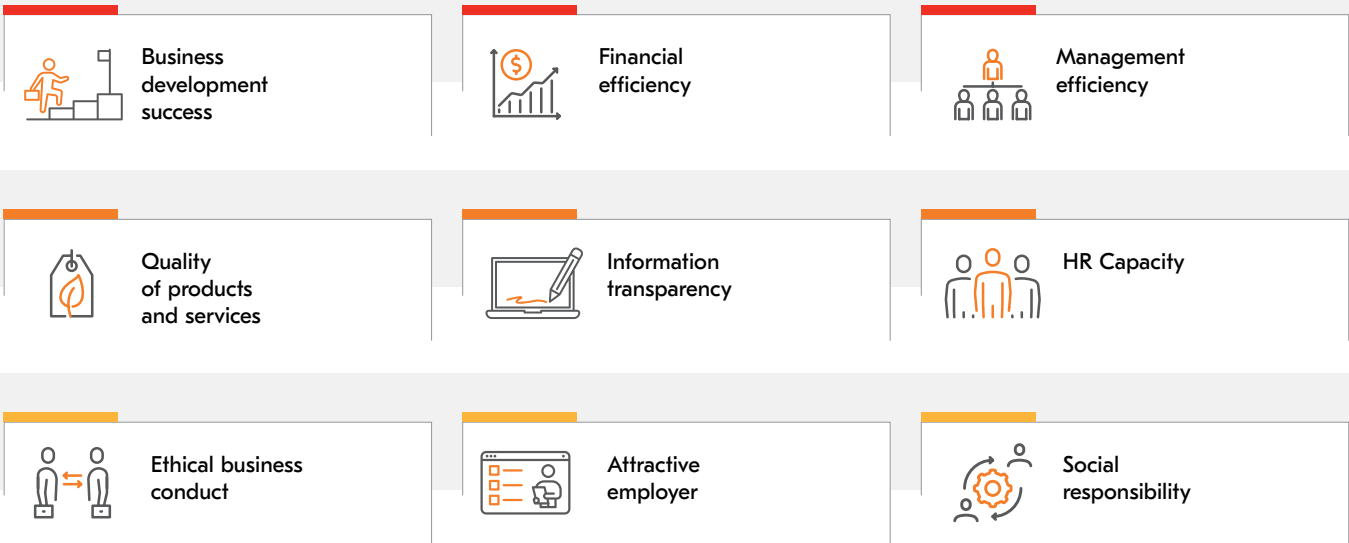 Business
development
success
Financial
efficiency
Management
efficiency
Quality
of products
and services
Information
transparency
HR Capacity
Ethical business
conduct
Attractive
employer
Social
responsibility